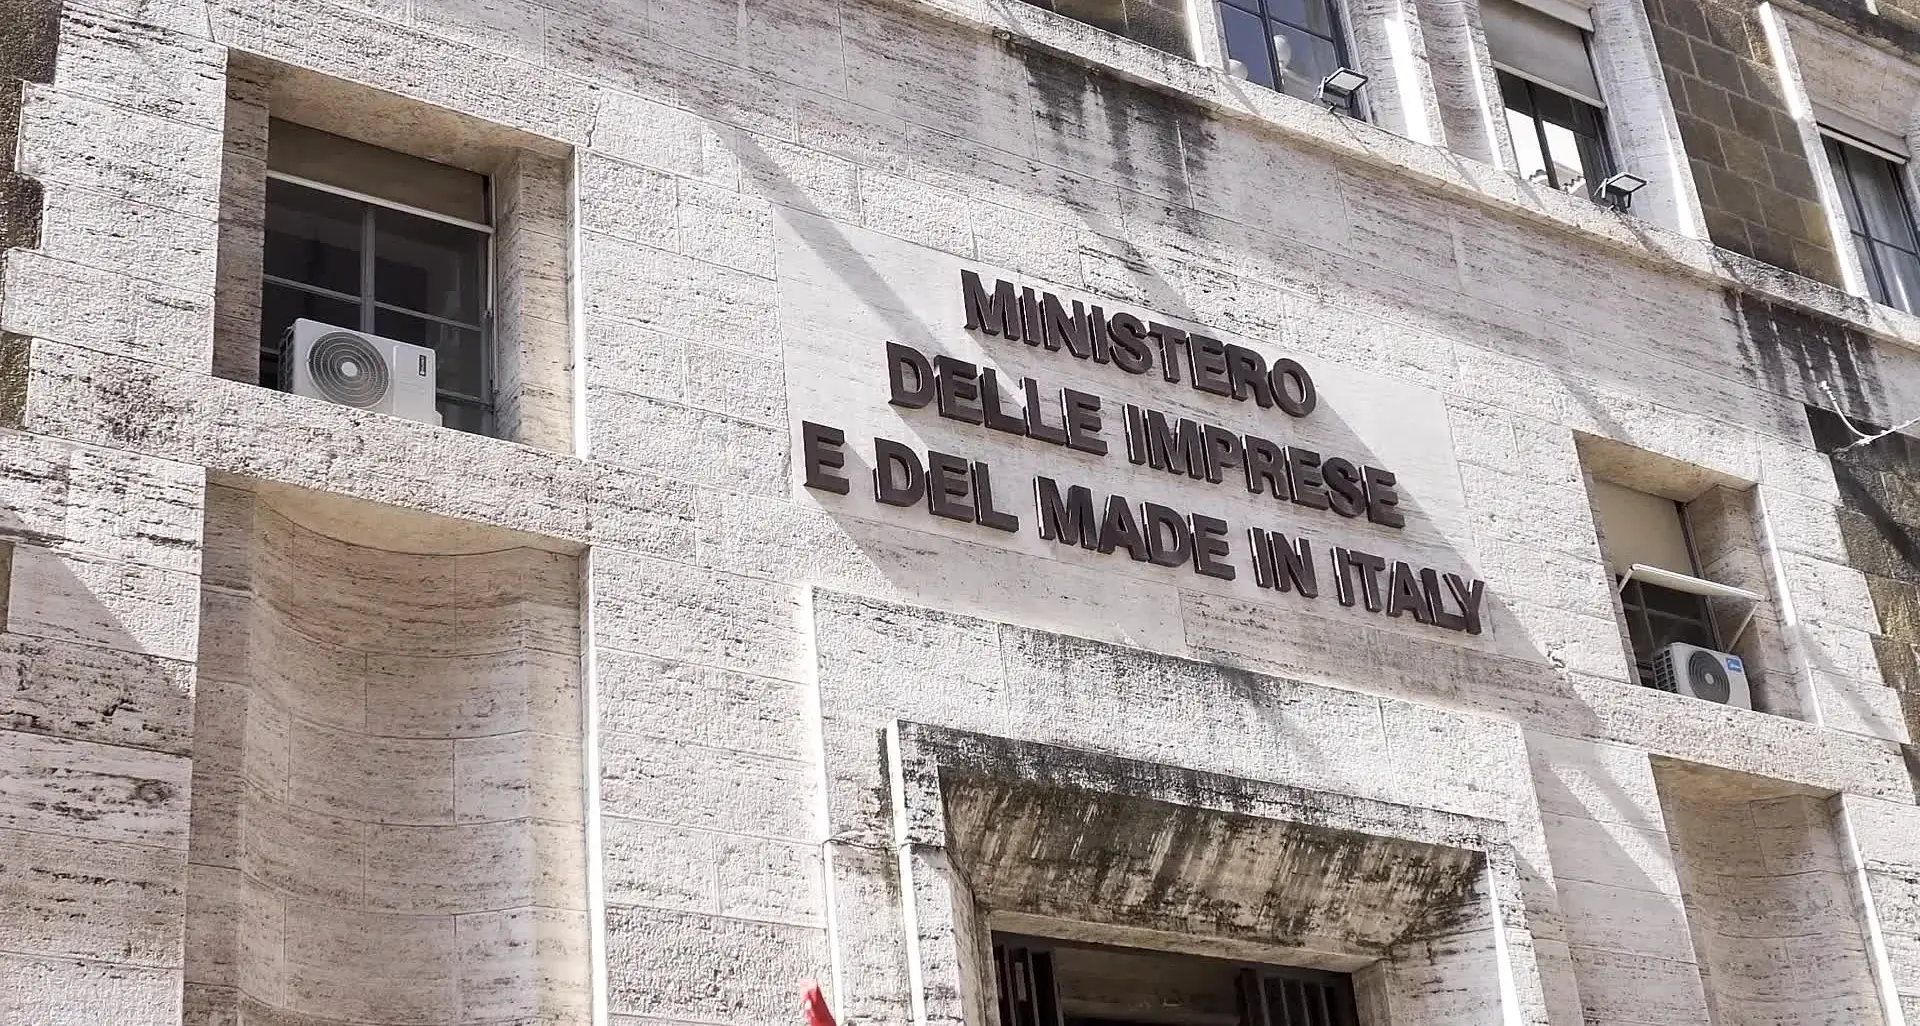 MINISTERO
DELLE IMPRESE
E DEL MADE IN ITALY